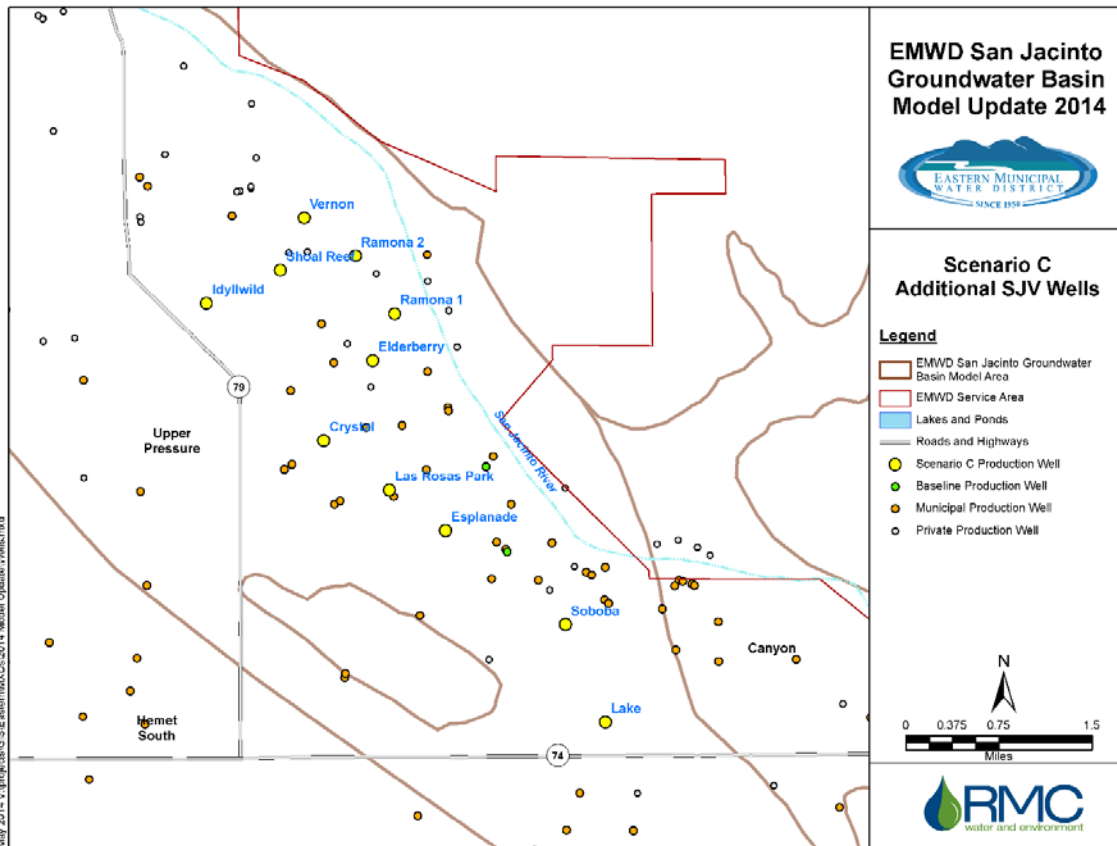 EMWD San Jacinto
Groundwater Basin
Model Update 2014
EASTERN MUNICIPAL
WATER DISTRICT
SINCE 1950
Scenario C
Additional SJV Wells
Legend
EMWD San Jacinto Groundwater
Basin Model Area
EMWD Service Area
Lakes and Ponds
Roads and Highways
Scenario C Production Well
Baseline Production Well
Municipal Production Well
Private Production Well
N
0 0.375 0.75 1.5
Miles
RMC
water and environment
Vernon
Ramona 2
Shoal Reef
Idyllwild
Ramona 1
Elderberry
79
Crystal
Upper
Pressure
San Jacinto River
Las Rosas Park
Esplanade
Soboba
Canyon
Lake
Hemet
South
74